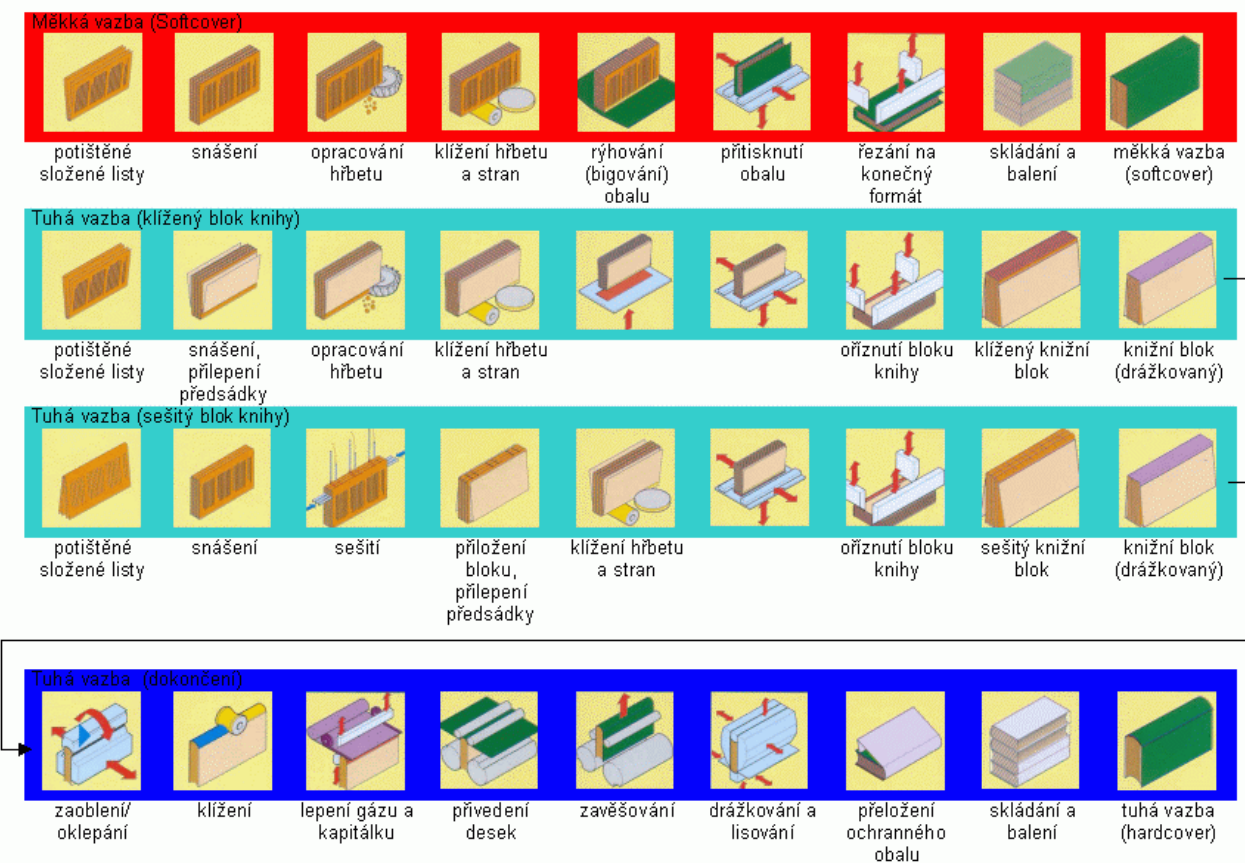 Měkká vazba (Softcover)
potištěné
složené listy
snášení
opracování
hřbetu
klížení hřbetu
a stran
rýhování
(bigování)
obalu
přitisknutí
obalu
řezání na
konečný
formát
skládání a
balení
měkká vazba
(softcover)
Tuhá vazba (klížený blok knihy)
potištěné
složené listy
snášení,
přilepení
předsádky
opracování
hřbetu
klížení hřbetu
a stran
oříznutí bloku
knihy
klížený knižní
blok
knižní blok
(drážkovaný)
Tuhá vazba (sešitý blok knihy)
potištěné
složené listy
snášení
sešití
přiložení
bloku,
přilepení
předsádky
klížení hřbetu
a stran
oříznutí bloku
knihy
sešitý knižní
blok
knižní blok
(drážkovaný)
Tuhá vazba (dokončení)
zaoblení/
oklepání
klížení
lepení gázu a
kapitálku
přivedení
desek
zavěšování
drážkování a
lisování
přeložení
ochranného
obalu
skládání a
balení
tuhá vazba
(hardcover)